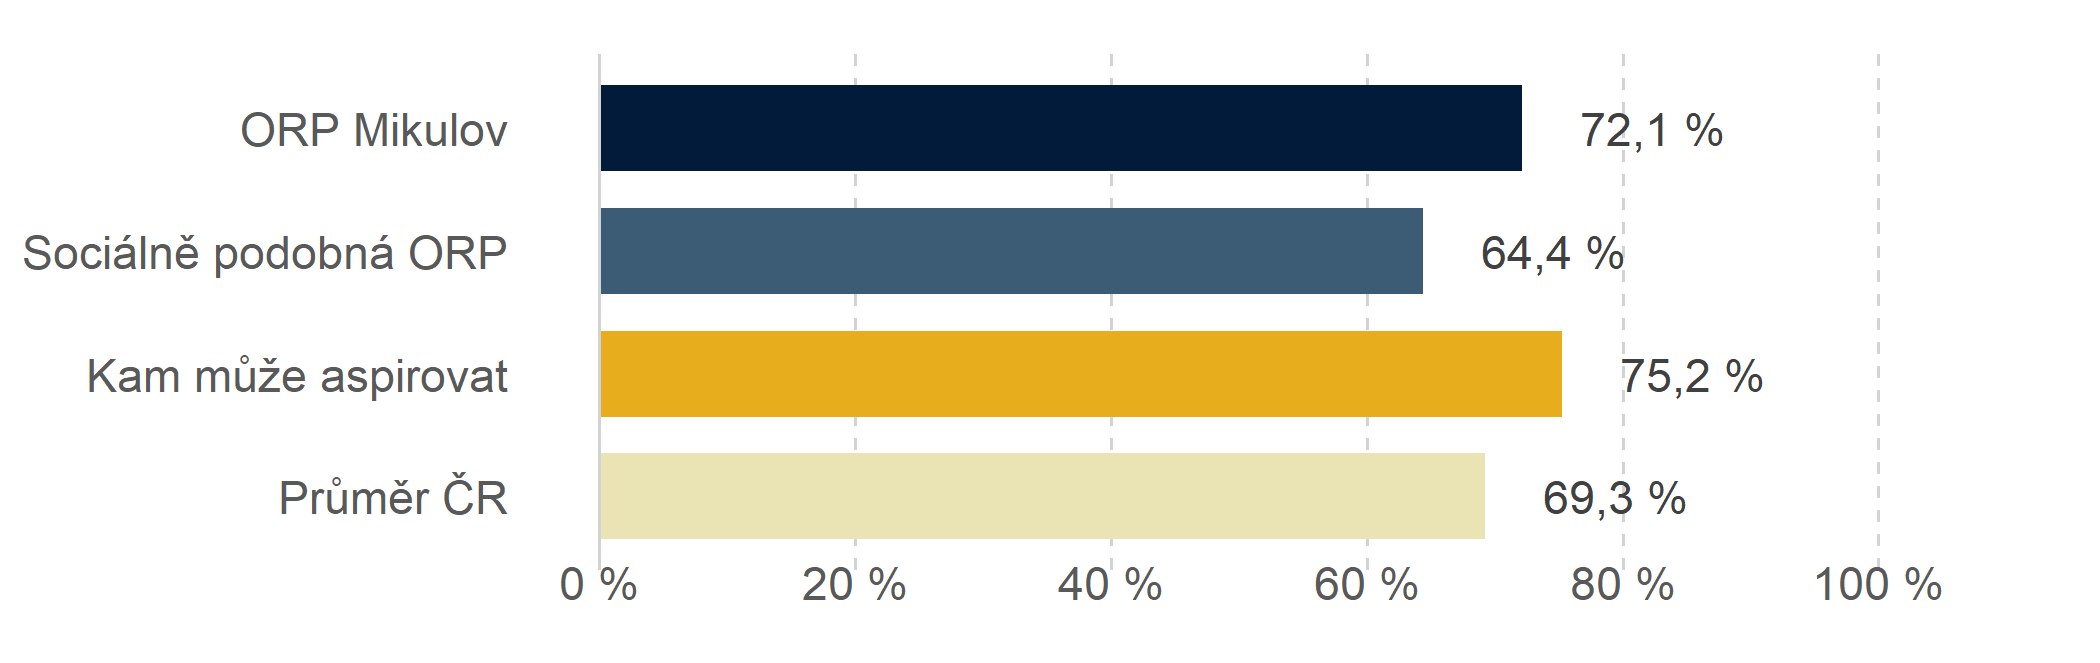 ORP Mikulov
72,1 %
Sociálně podobná ORP
64,4 %
Kam může aspirovat
75,2 %
Průměr ČR
69,3 %
0 % 20 % 40 % 60 % 80 % 100 %